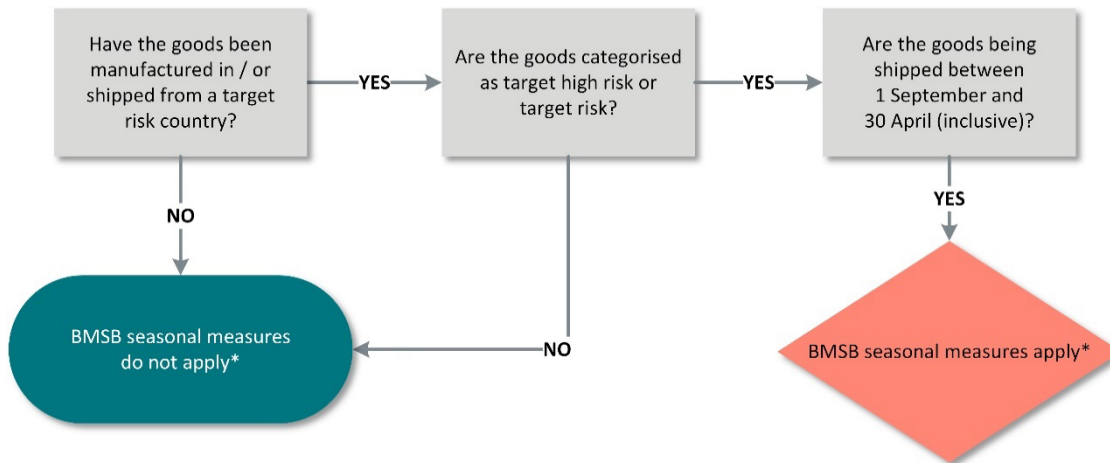 Have the goods been
manufactured in / or
shipped from a target
risk country?
YES
Are the goods categorised
as target high risk or
target risk?
YES
Are the goods being
shipped between
1 September and
30 April (inclusive)?
NO
YES
BMSB seasonal measures
do not apply*
NO
BMSB seasonal measures apply*